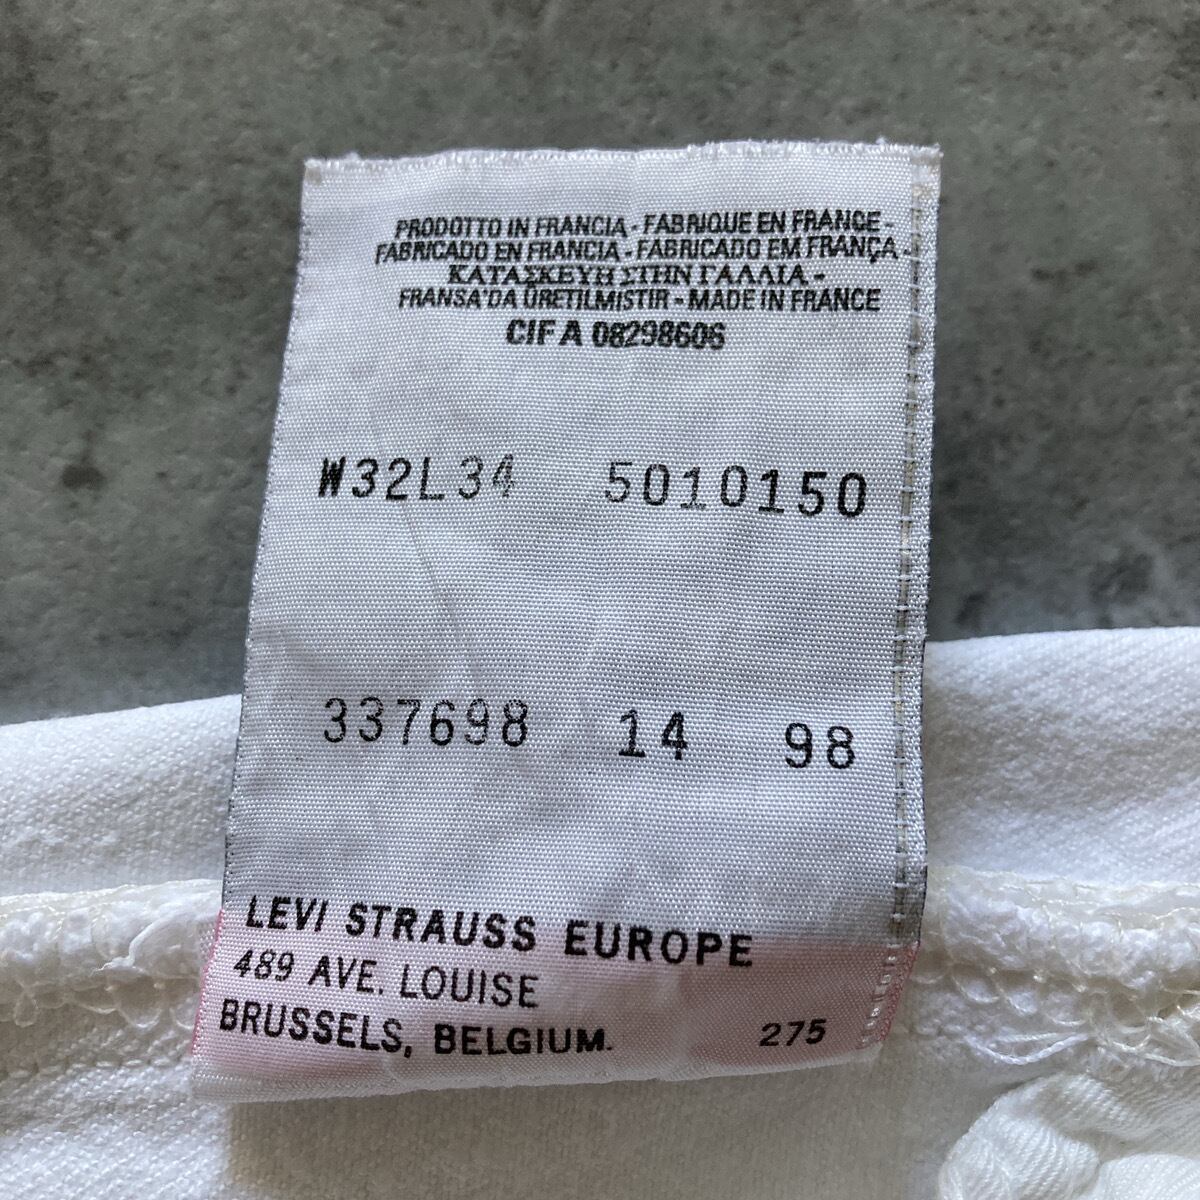 PRODOTTO IN FRANCIA - FABRIQUE EN FRANCE -
FABRICADO EN FRANCIA - FABRICADO EM FRANÇA -
ΚΑΤΑΣΚΕΥΗ ΣΤΗΝ ΓΑΛΛΙΑ -
FRANSA'DA ÜRETILMISTIR - MADE IN FRANCE
CIF A 08298606
W32L34 5010150
337698 14 98
LEVI STRAUSS EUROPE
489 AVE. LOUISE
BRUSSELS, BELGIUM. 275